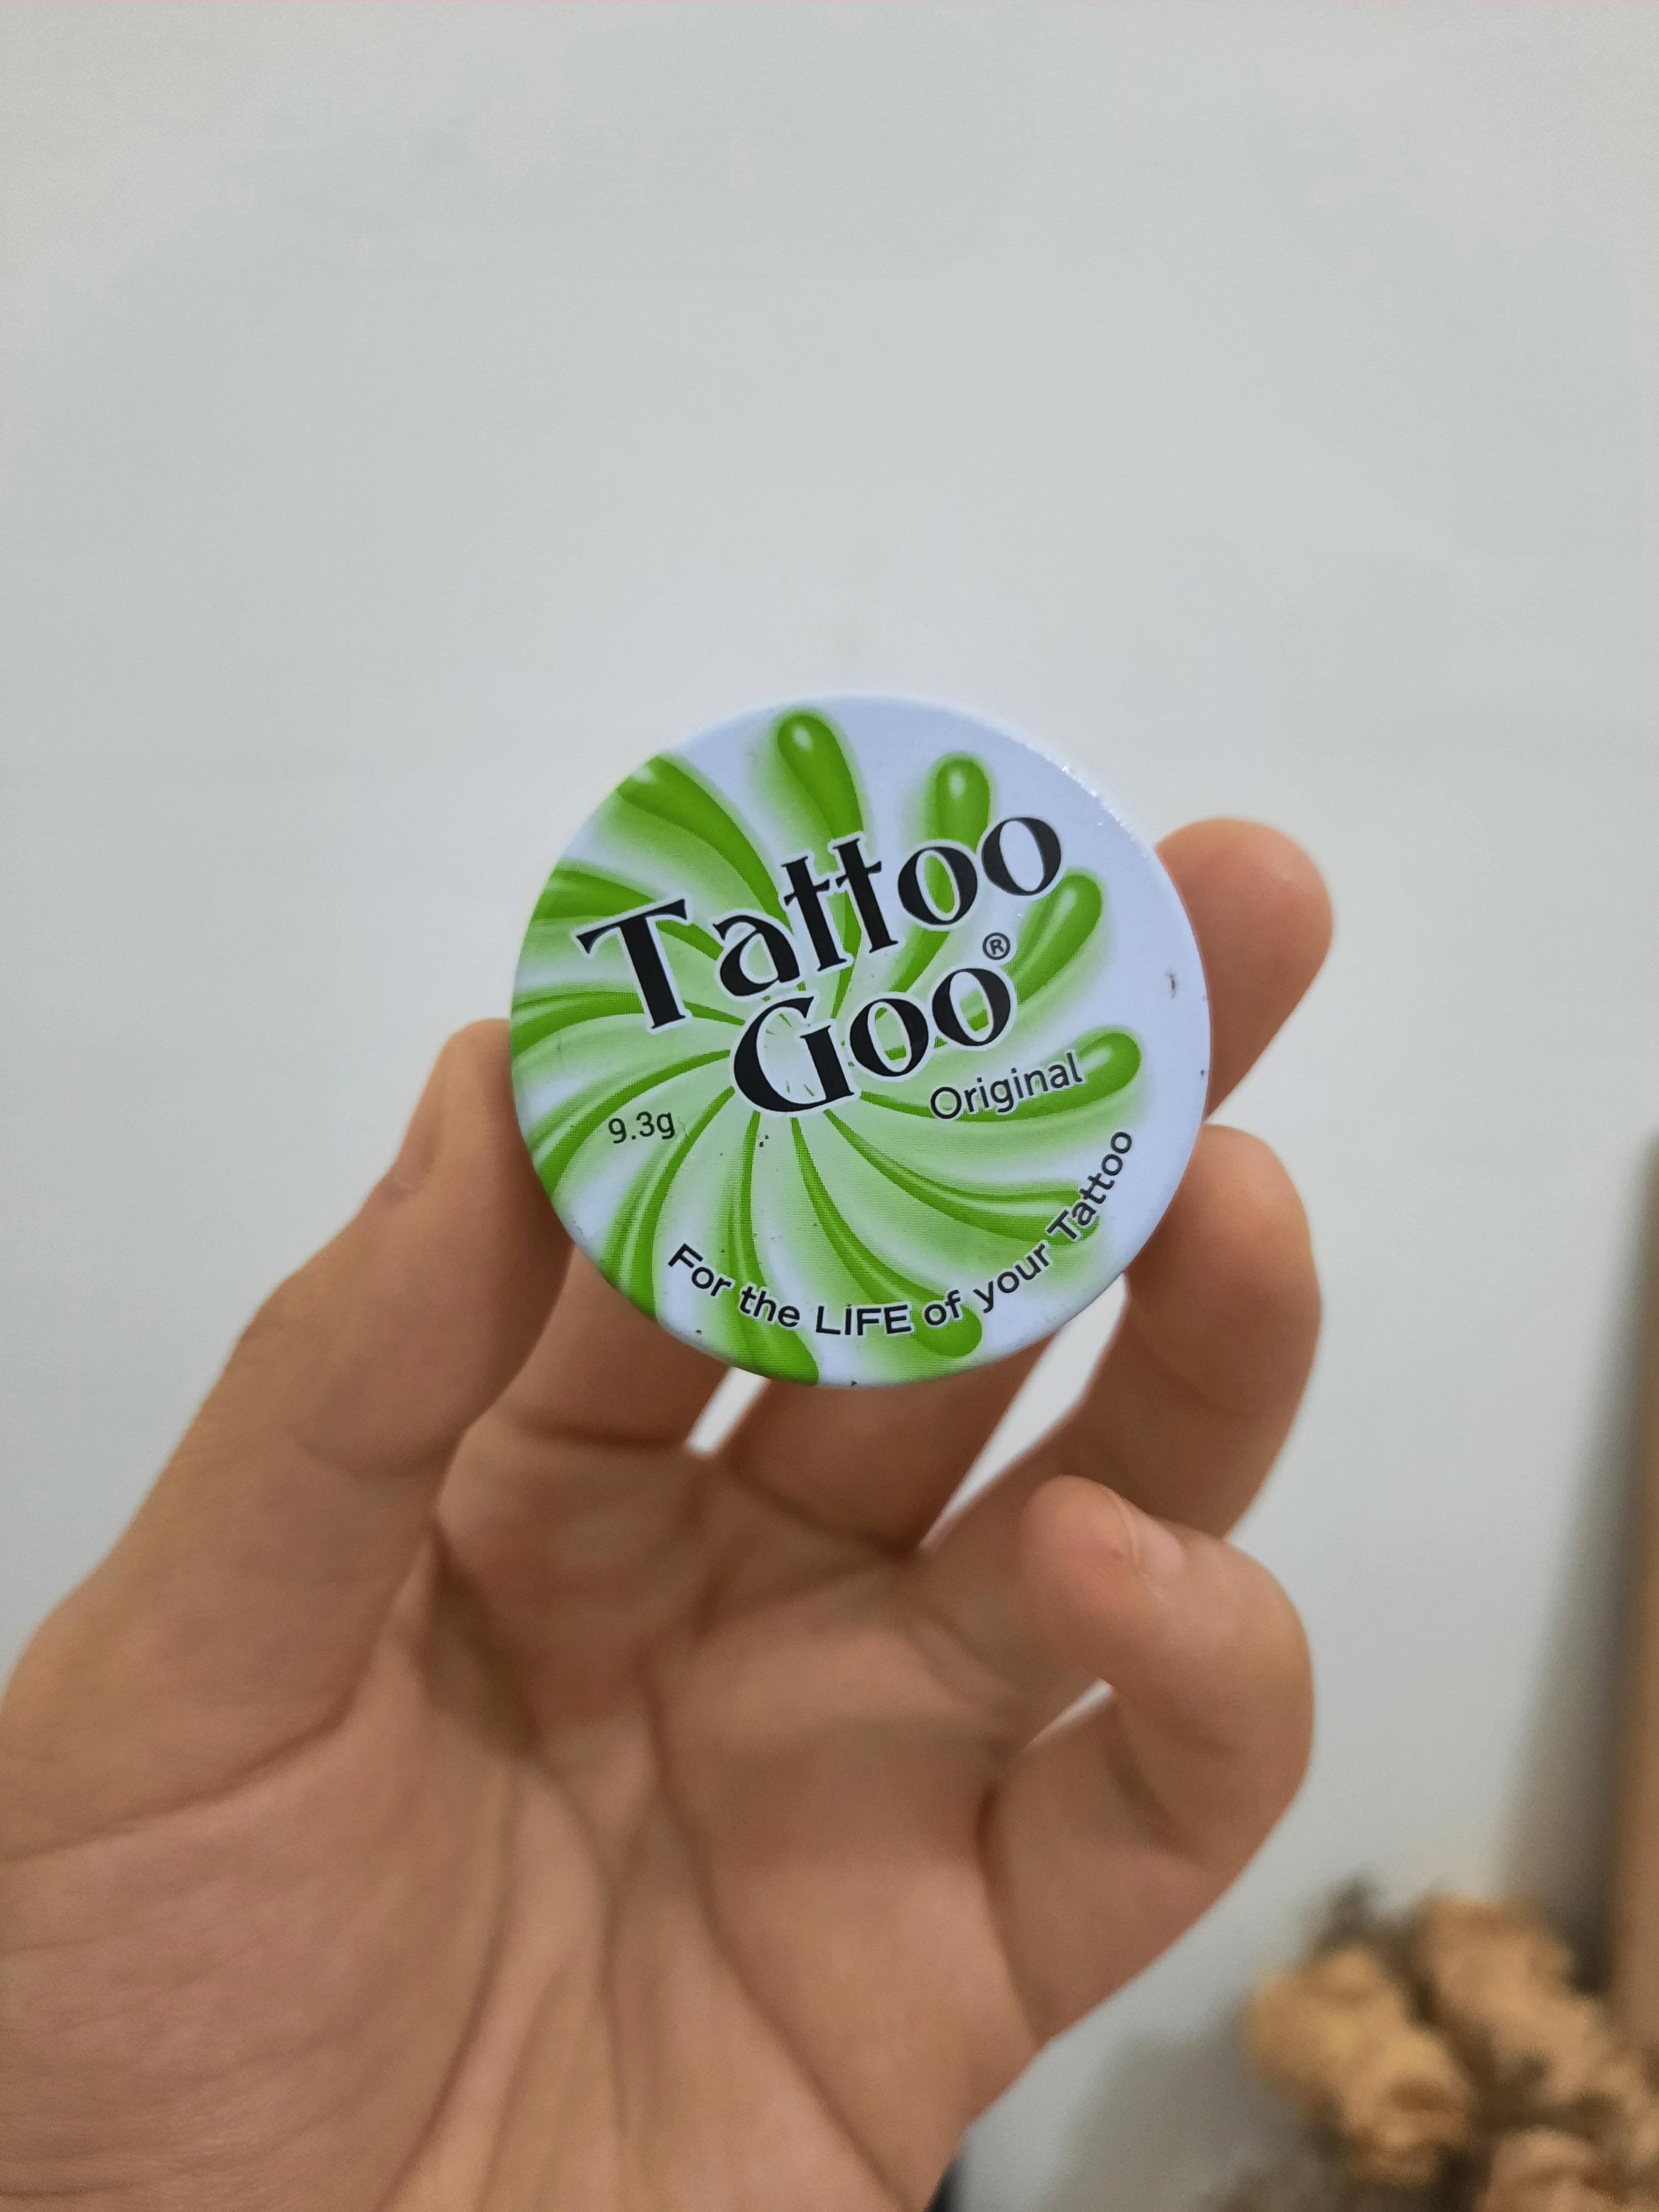 Tattoo
Goo®
Original
9.3g
For the LIFE of your Tattoo